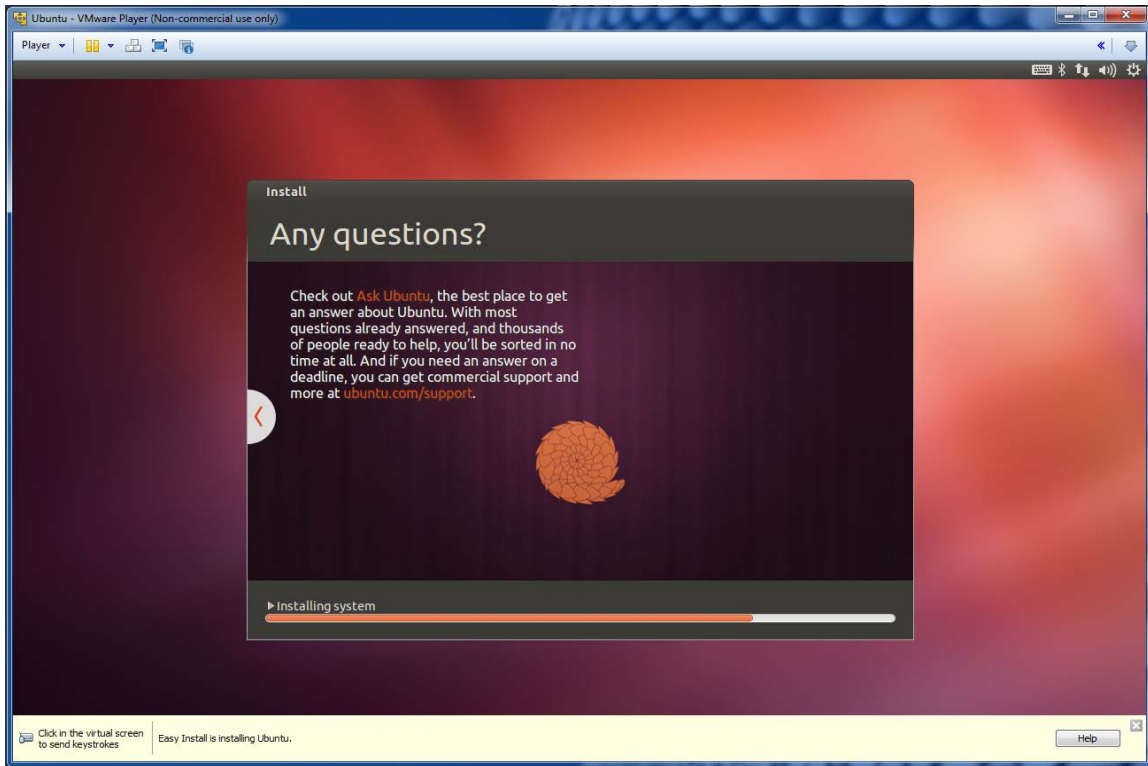 Ubuntu - VMware Player (Non-commercial use only)
Player
Install
Any questions?
Check out Ask Ubuntu, the best place to get
an answer about Ubuntu. With most
questions already answered, and thousands
of people ready to help, you'll be sorted in no
time at all. And if you need an answer on a
deadline, you can get commercial support and
more at ubuntu.com/support.
Installing system
Click in the virtual screen
to send keystrokes
Easy Install is installing Ubuntu.
Help